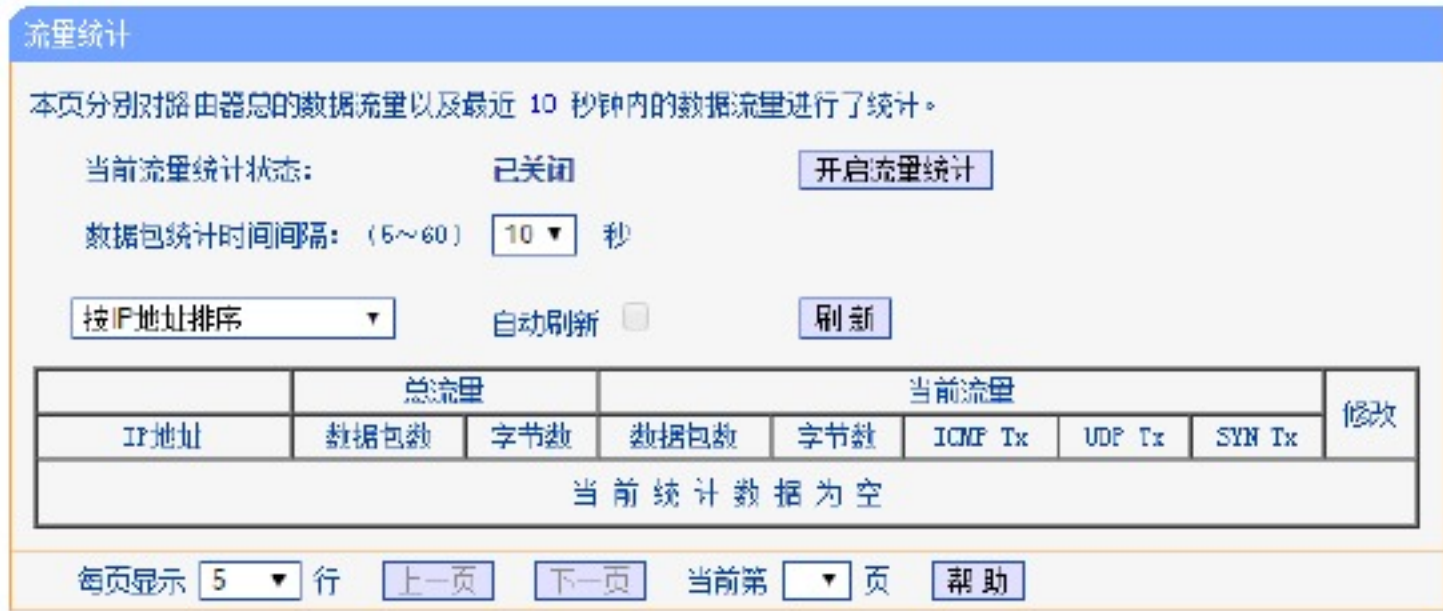 流量统计
本页分别对路由器总的数据流量以及最近 10 秒钟内的数据流量进行了统计。
当前流量统计状态： 已关闭 开启流量统计
数据包统计时间间隔：（5～60） 10 秒
按IP地址排序 自动刷新 刷 新
总流量 当前流量 修改
IP地址 数据包数 字节数 数据包数 字节数 ICMP Tx UDP Tx SYN Tx
当前统计数据为空
每页显示 5 行 上一页 下一页 当前第 页 帮 助